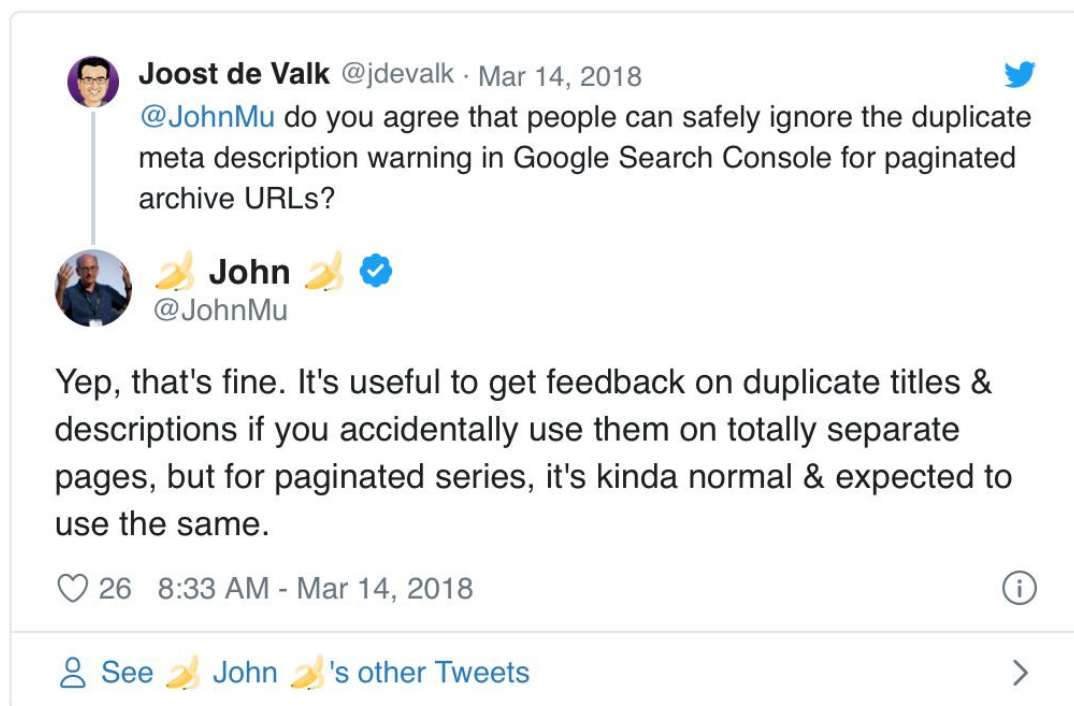 Joost de Valk @jdevalk · Mar 14, 2018
@JohnMu do you agree that people can safely ignore the duplicate
meta description warning in Google Search Console for paginated
archive URLs?
🍌 John 🍌
@JohnMu
Yep, that's fine. It's useful to get feedback on duplicate titles &
descriptions if you accidentally use them on totally separate
pages, but for paginated series, it's kinda normal & expected to
use the same.
26 8:33 AM - Mar 14, 2018
See 🍌 John 🍌's other Tweets